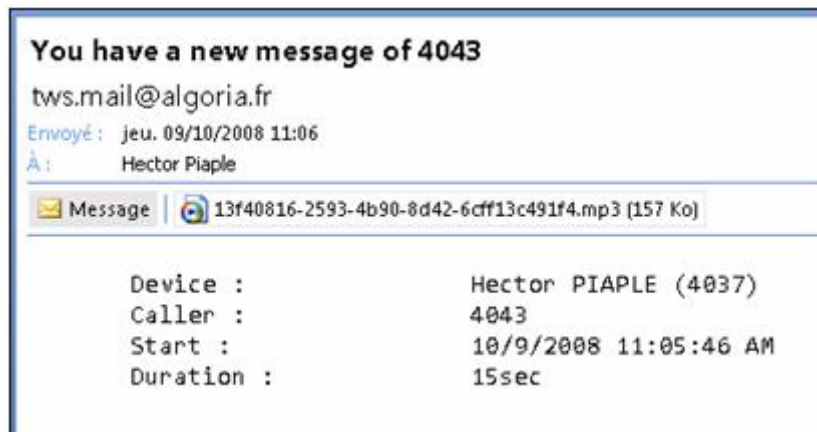 You have a new message of 4043
tws.mail@algoria.fr
Envoyé : jeu. 09/10/2008 11:06
À : Hector Piaple
Message 13f40816-2593-4b90-8d42-6cff13c491f4.mp3 (157 Ko)
Device : Hector PIAPLE (4037)
Caller : 4043
Start : 10/9/2008 11:05:46 AM
Duration : 15sec